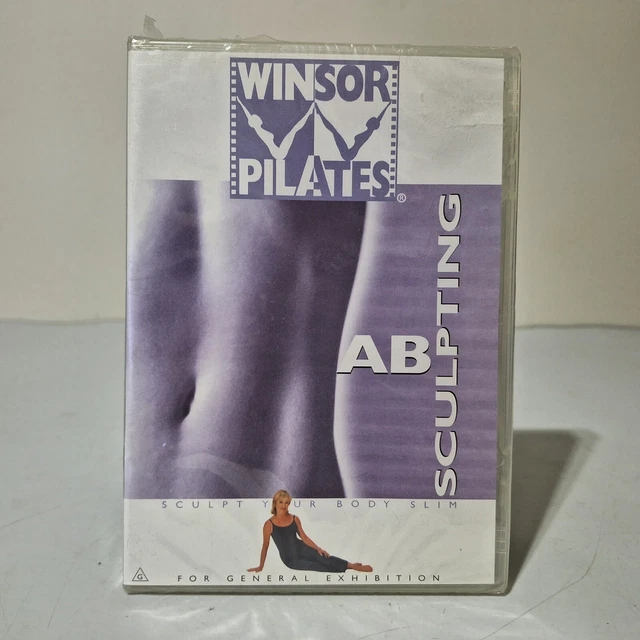 WINSOR
PILATES®
AB
SCULPTING
SCULPT YOUR BODY SLIM
G
FOR GENERAL EXHIBITION